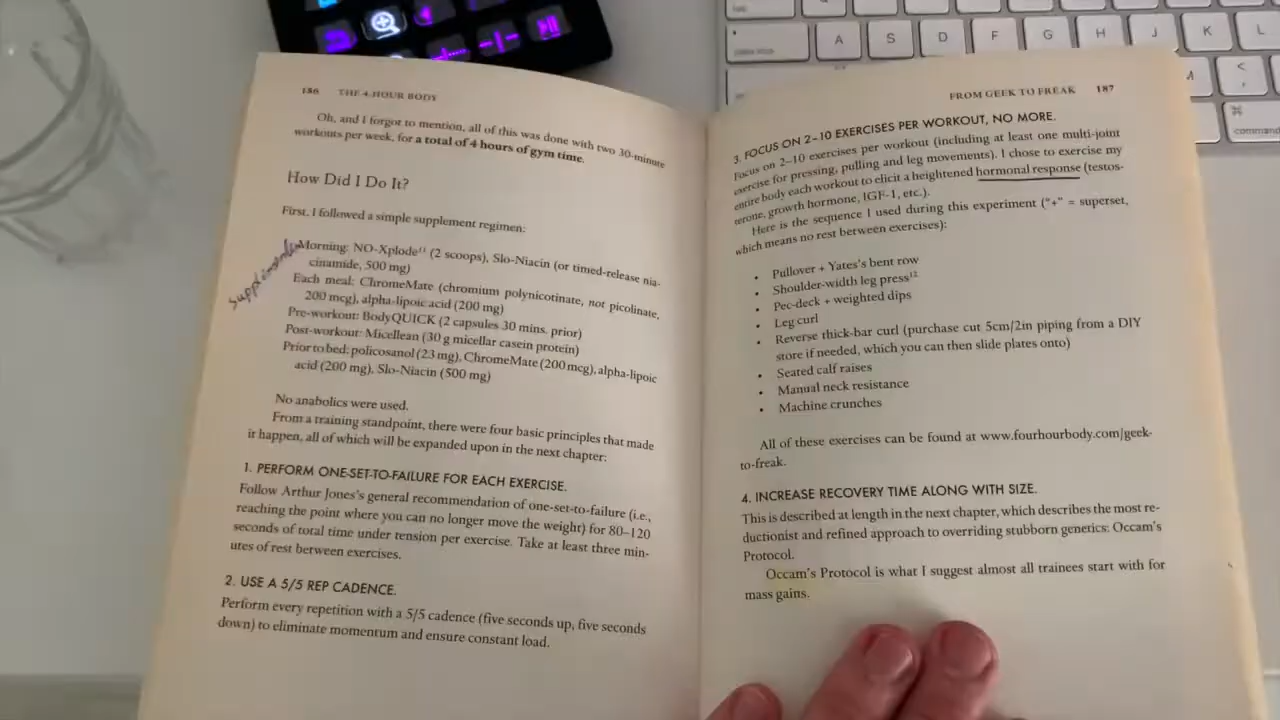 A S D F G H J K L
command
186 THE 4-HOUR BODY
Oh, and I forgot to mention, all of this was done with two 30-minute
workouts per week, for a total of 4 hours of gym time.
How Did I Do It?
First, I followed a simple supplement regimen:
Morning: NO-Xplode¹¹ (2 scoops), Slo-Niacin (or timed-release nia-
cinamide, 500 mg)
Each meal: ChromeMate (chromium polynicotinate, not picolinate,
200 mcg), alpha-lipoic acid (200 mg)
Pre-workout: BodyQUICK (2 capsules 30 mins. prior)
Post-workout: Micellean (30 g micellar casein protein)
Prior to bed: policosanol (23 mg), ChromeMate (200 mcg), alpha-lipoic
acid (200 mg), Slo-Niacin (500 mg)
No anabolics were used.
From a training standpoint, there were four basic principles that made
it happen, all of which will be expanded upon in the next chapter:
1. PERFORM ONE-SET-TO-FAILURE FOR EACH EXERCISE.
Follow Arthur Jones's general recommendation of one-set-to-failure (i.e.,
reaching the point where you can no longer move the weight) for 80–120
seconds of total time under tension per exercise. Take at least three min-
utes of rest between exercises.
2. USE A 5/5 REP CADENCE.
Perform every repetition with a 5/5 cadence (five seconds up, five seconds
down) to eliminate momentum and ensure constant load.
FROM GEEK TO FREAK 187
3. FOCUS ON 2–10 EXERCISES PER WORKOUT, NO MORE.
Focus on 2–10 exercises per workout (including at least one multi-joint
exercise for pressing, pulling and leg movements). I chose to exercise my
entire body each workout to elicit a heightened hormonal response (testos-
terone, growth hormone, IGF-1, etc.).
Here is the sequence I used during this experiment ("+" = superset,
which means no rest between exercises):
• Pullover + Yates's bent row
• Shoulder-width leg press¹²
• Pec-deck + weighted dips
• Leg curl
• Reverse thick-bar curl (purchase cut 5cm/2in piping from a DIY
store if needed, which you can then slide plates onto)
• Seated calf raises
• Manual neck resistance
• Machine crunches
All of these exercises can be found at www.fourhourbody.com/geek-
to-freak.
4. INCREASE RECOVERY TIME ALONG WITH SIZE.
This is described at length in the next chapter, which describes the most re-
ductionist and refined approach to overriding stubborn genetics: Occam's
Protocol.
Occam's Protocol is what I suggest almost all trainees start with for
mass gains.